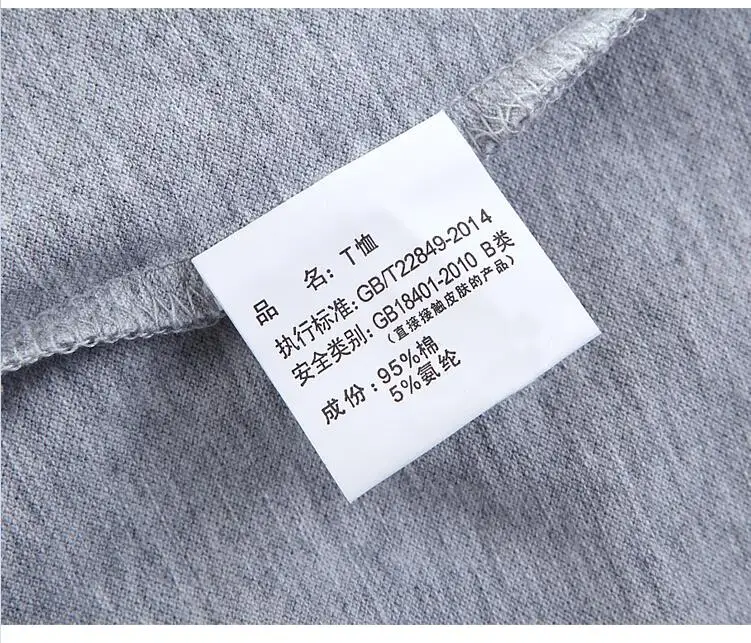 品 名: T恤
执行标准: GB/T22849-2014
安全类别: GB18401-2010 B类
(直接接触皮肤的产品)
成份: 95%棉
5%氨纶